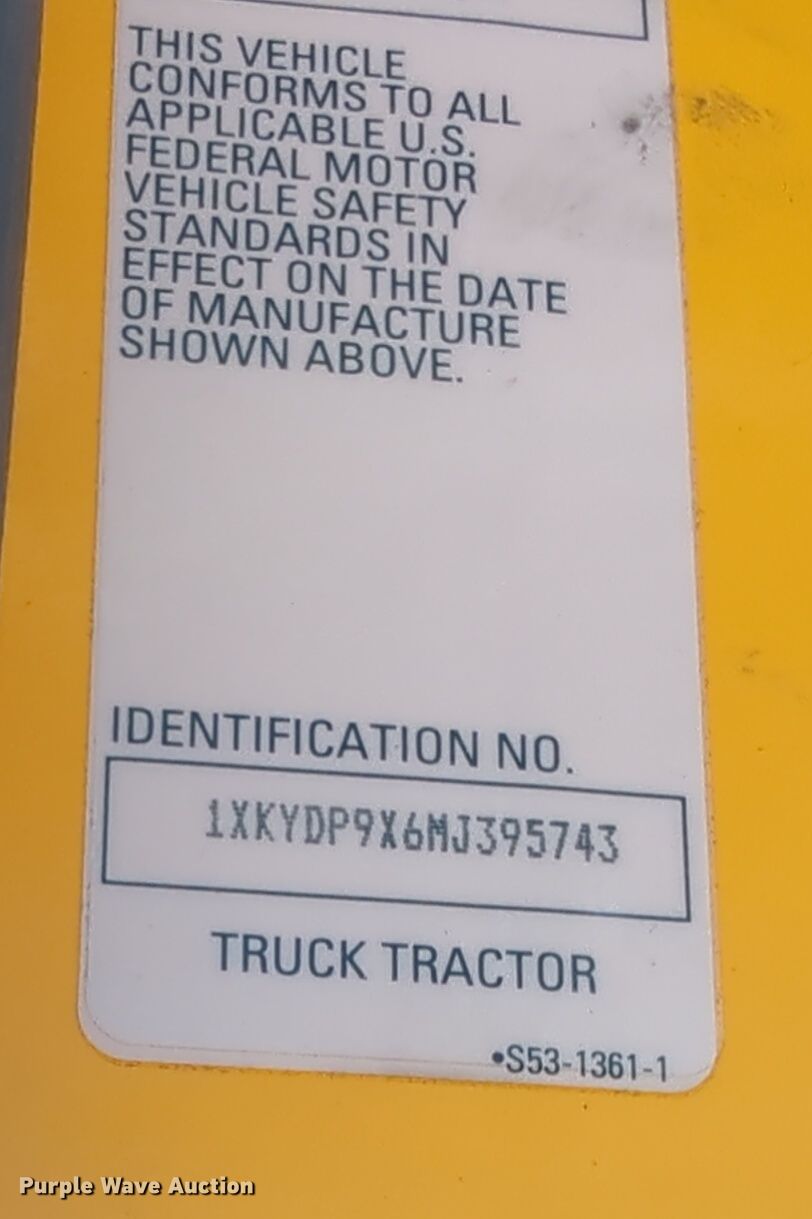 THIS VEHICLE
CONFORMS TO ALL
APPLICABLE U.S.
FEDERAL MOTOR
VEHICLE SAFETY
STANDARDS IN
EFFECT ON THE DATE
OF MANUFACTURE
SHOWN ABOVE.
IDENTIFICATION NO.
1XKYDP9X6MJ395743
TRUCK TRACTOR
•S53-1361-1
Purple Wave Auction